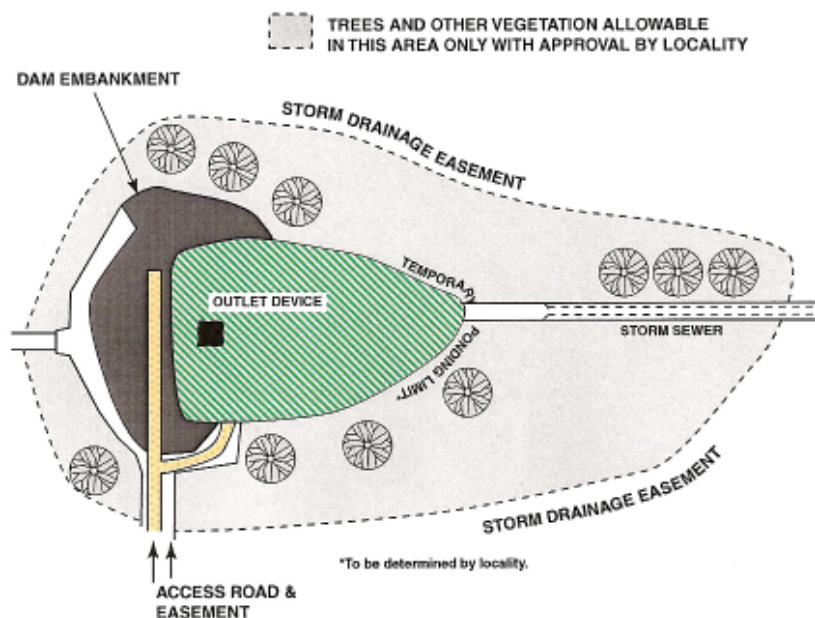 TREES AND OTHER VEGETATION ALLOWABLE
IN THIS AREA ONLY WITH APPROVAL BY LOCALITY
DAM EMBANKMENT
STORM DRAINAGE EASEMENT
TEMPORARY
OUTLET DEVICE
PONDING LIMIT*
STORM SEWER
STORM DRAINAGE EASEMENT
*To be determined by locality.
ACCESS ROAD &
EASEMENT